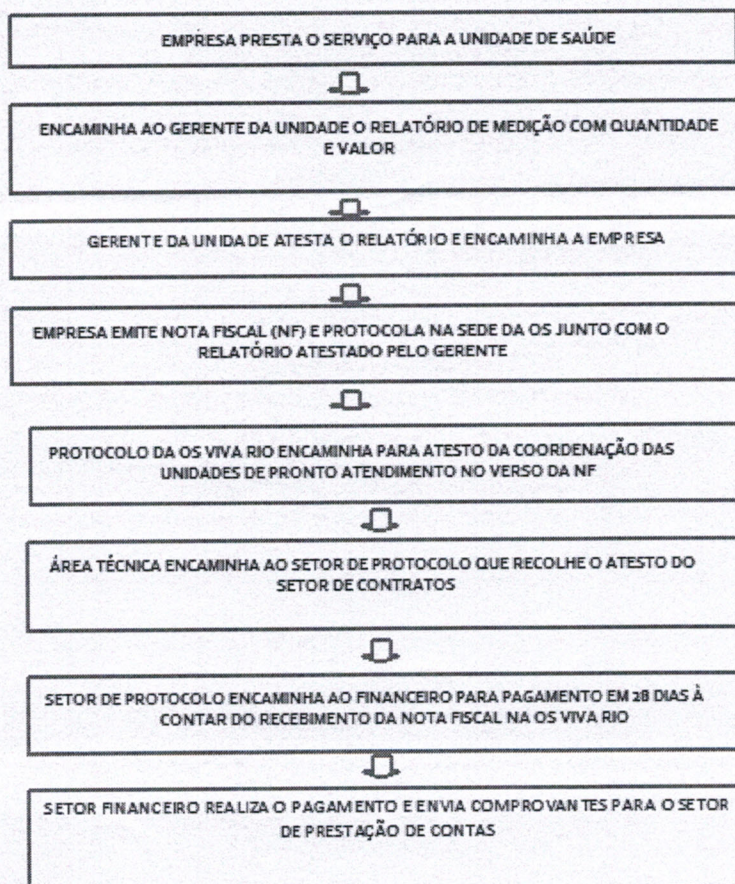 EMPRESA PRESTA O SERVIÇO PARA A UNIDADE DE SAÚDE
ENCAMINHA AO GERENTE DA UNIDADE O RELATÓRIO DE MEDIÇÃO COM QUANTIDADE
E VALOR
GERENTE DA UNIDADE ATESTA O RELATÓRIO E ENCAMINHA A EMPRESA
EMPRESA EMITE NOTA FISCAL (NF) E PROTOCOLA NA SEDE DA OS JUNTO COM O
RELATÓRIO ATESTADO PELO GERENTE
PROTOCOLO DA OS VIVA RIO ENCAMINHA PARA ATESTO DA COORDENAÇÃO DAS
UNIDADES DE PRONTO ATENDIMENTO NO VERSO DA NF
ÁREA TÉCNICA ENCAMINHA AO SETOR DE PROTOCOLO QUE RECOLHE O ATESTO DO
SETOR DE CONTRATOS
SETOR DE PROTOCOLO ENCAMINHA AO FINANCEIRO PARA PAGAMENTO EM 28 DIAS À
CONTAR DO RECEBIMENTO DA NOTA FISCAL NA OS VIVA RIO
SETOR FINANCEIRO REALIZA O PAGAMENTO E ENVIA COMPROVANTES PARA O SETOR
DE PRESTAÇÃO DE CONTAS